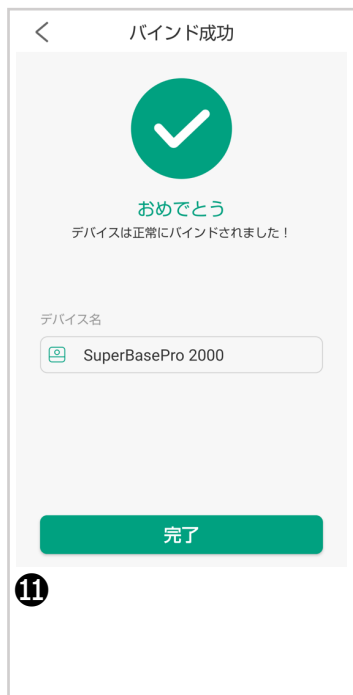 バインド成功
おめでとう
デバイスは正常にバインドされました！
デバイス名
SuperBasePro 2000
完了
⓫